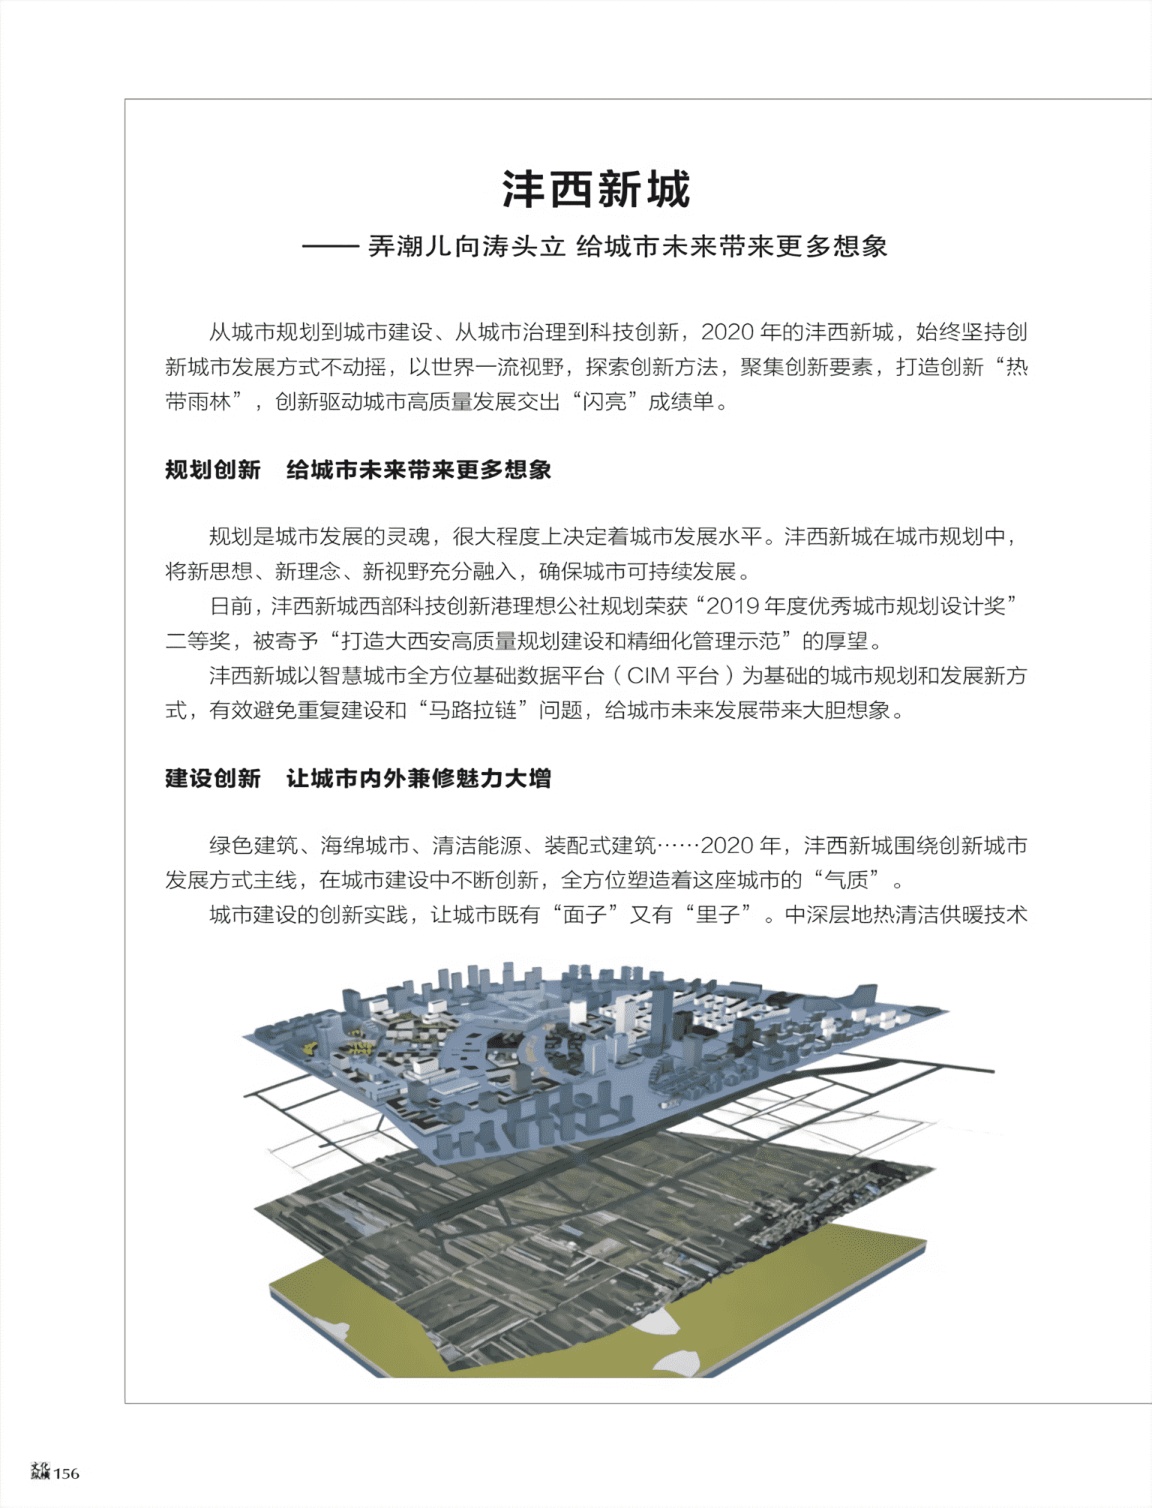 沣西新城
—— 弄潮儿向涛头立 给城市未来带来更多想象
从城市规划到城市建设、从城市治理到科技创新，2020 年的沣西新城，始终坚持创
新城市发展方式不动摇，以世界一流视野，探索创新方法，聚集创新要素，打造创新“热
带雨林”，创新驱动城市高质量发展交出“闪亮”成绩单。
规划创新　给城市未来带来更多想象
规划是城市发展的灵魂，很大程度上决定着城市发展水平。沣西新城在城市规划中，
将新思想、新理念、新视野充分融入，确保城市可持续发展。
日前，沣西新城西部科技创新港理想公社规划荣获“2019 年度优秀城市规划设计奖”
二等奖，被寄予“打造大西安高质量规划建设和精细化管理示范”的厚望。
沣西新城以智慧城市全方位基础数据平台（CIM 平台）为基础的城市规划和发展新方
式，有效避免重复建设和“马路拉链”问题，给城市未来发展带来大胆想象。
建设创新　让城市内外兼修魅力大增
绿色建筑、海绵城市、清洁能源、装配式建筑……2020 年，沣西新城围绕创新城市
发展方式主线，在城市建设中不断创新，全方位塑造着这座城市的“气质”。
城市建设的创新实践，让城市既有“面子”又有“里子”。中深层地热清洁供暖技术
文化
纵横 156